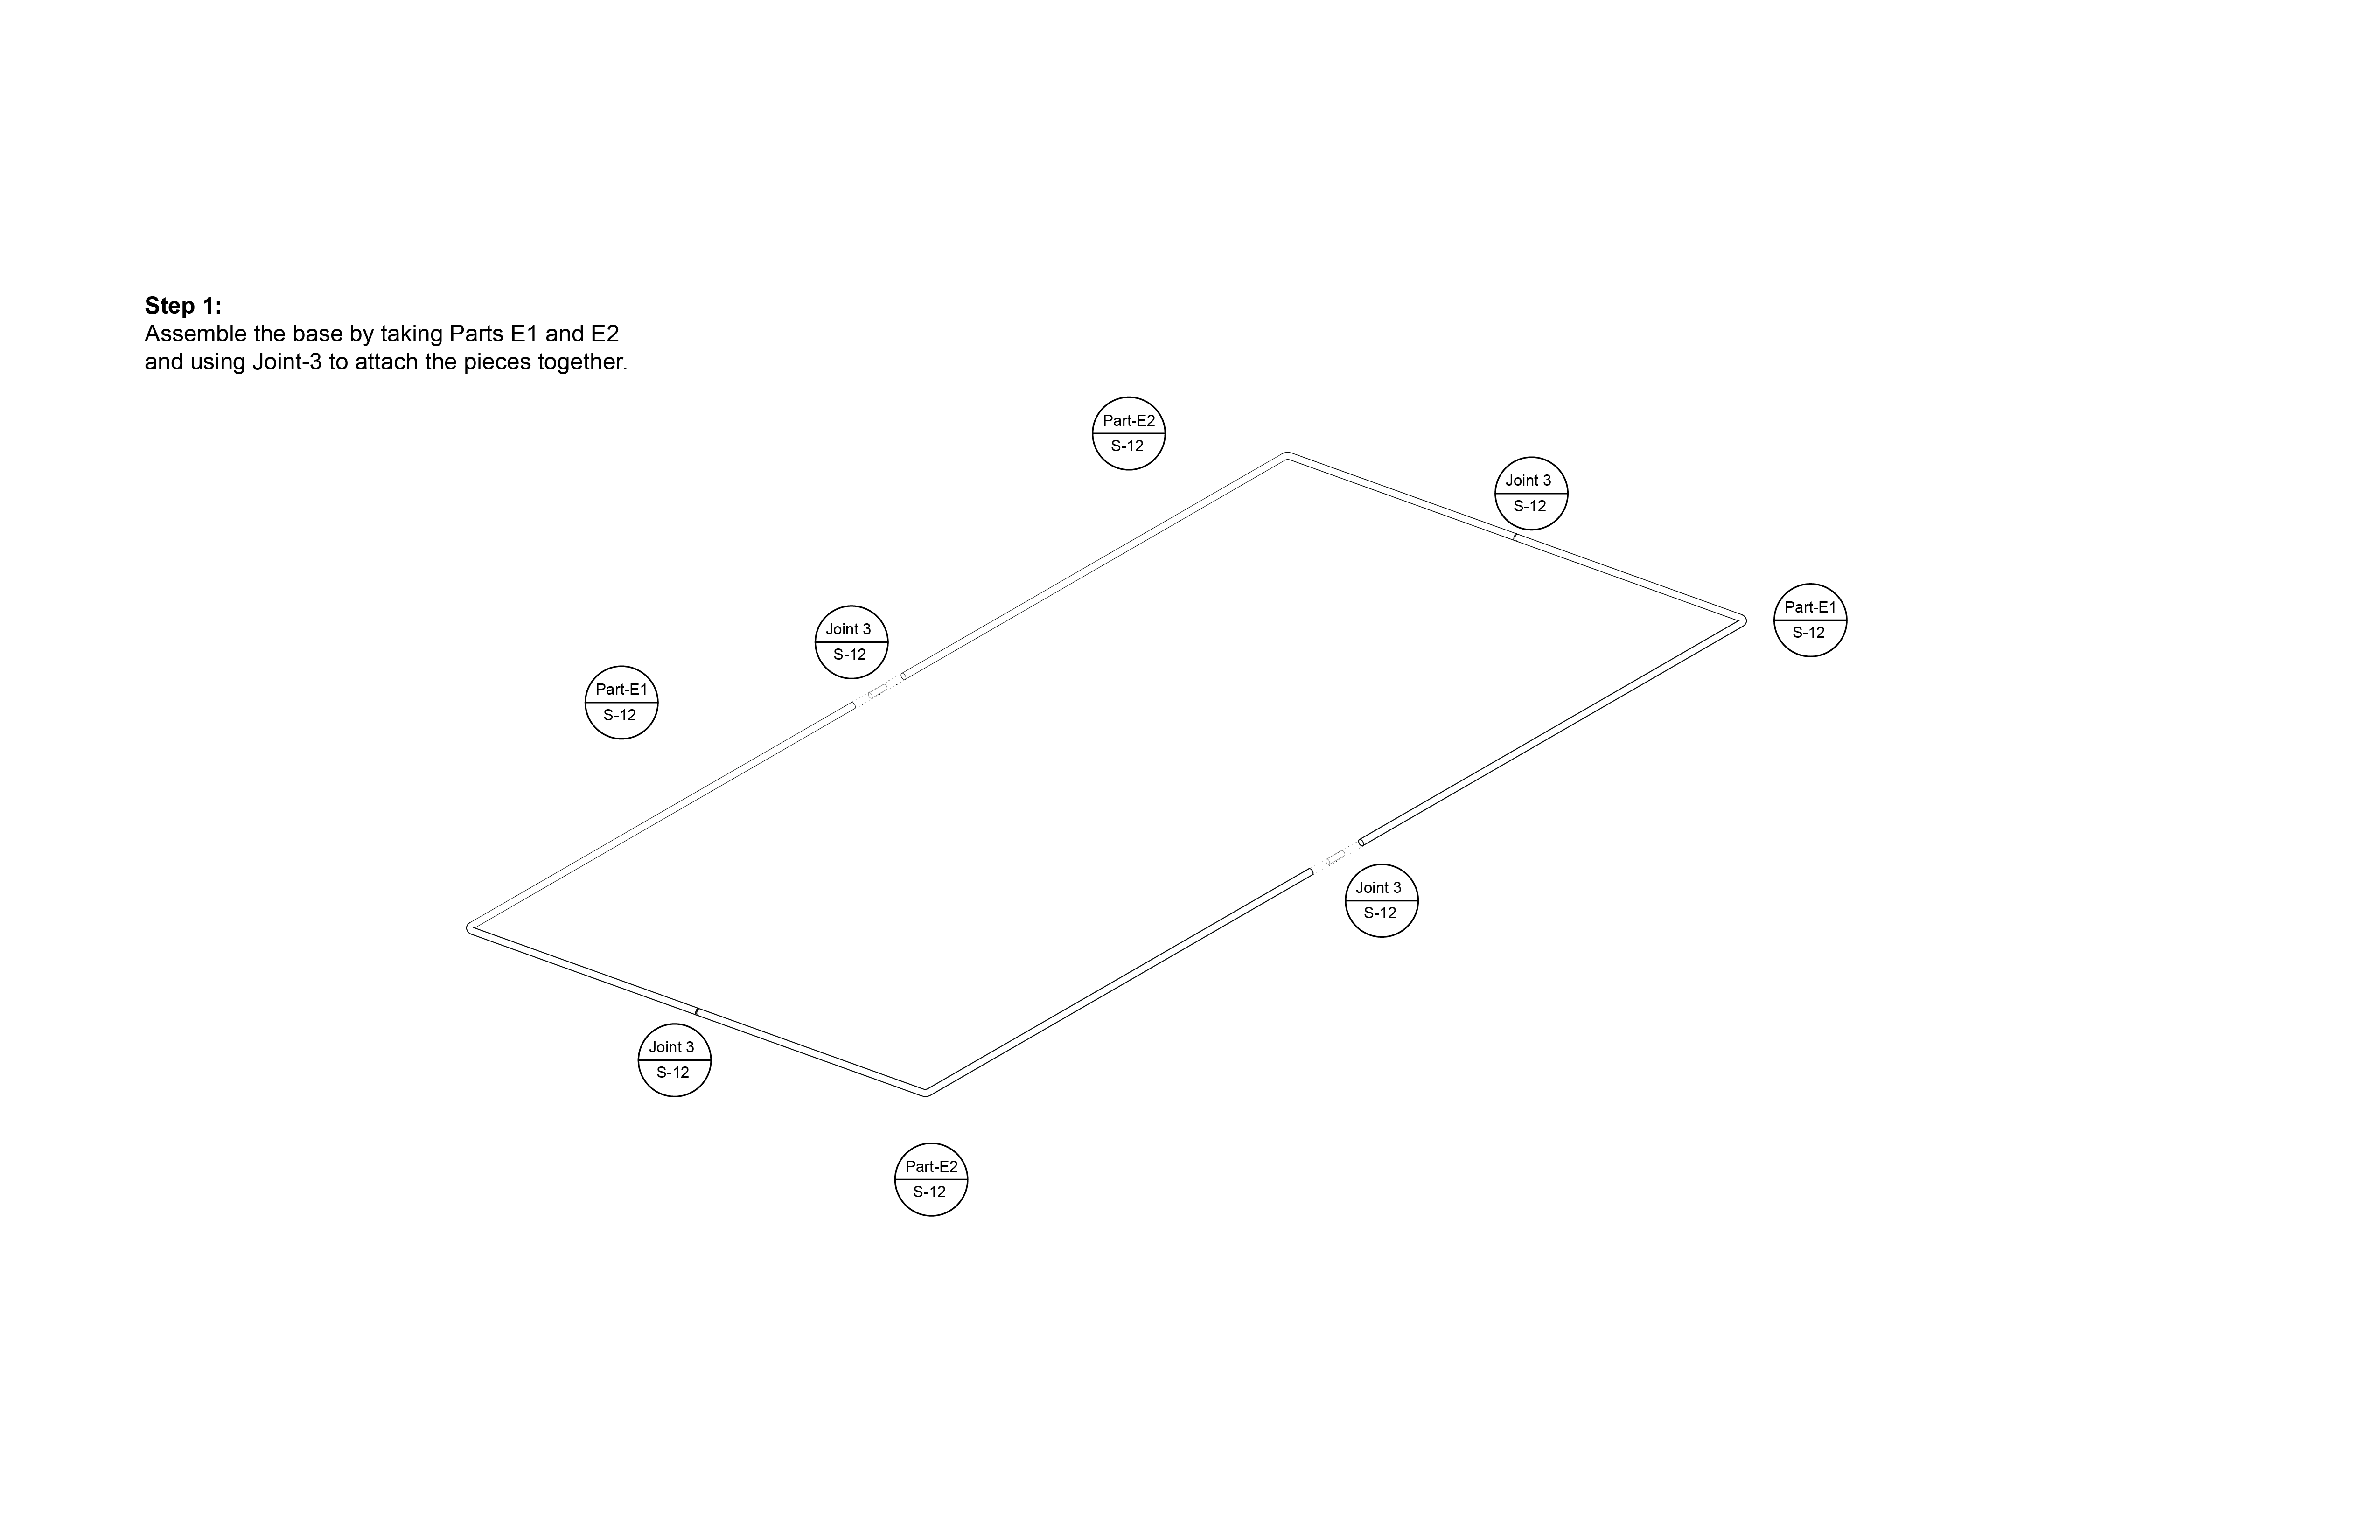 Step 1:
Assemble the base by taking Parts E1 and E2
and using Joint-3 to attach the pieces together.
Part-E2
S-12
Joint 3
S-12
Part-E1
S-12
Joint 3
S-12
Part-E1
S-12
Joint 3
S-12
Joint 3
S-12
Part-E2
S-12